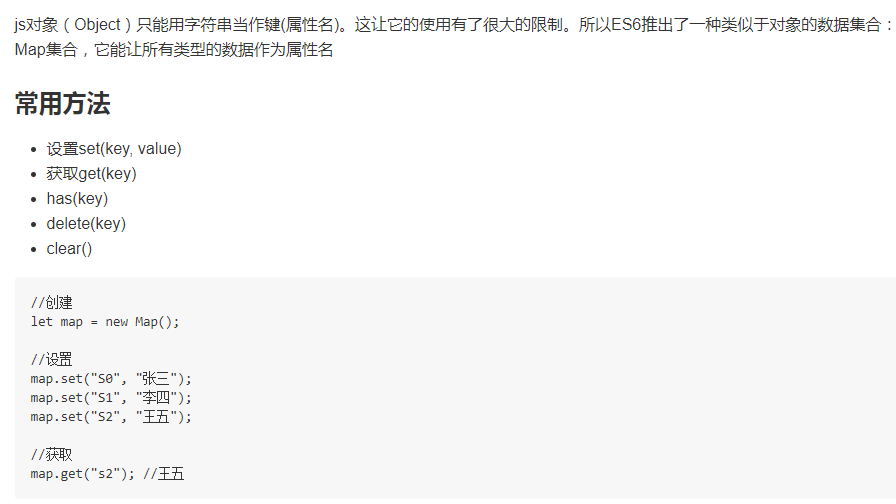 js对象（Object）只能用字符串当作键(属性名)。这让它的使用有了很大的限制。所以ES6推出了一种类似于对象的数据集合：
Map集合，它能让所有类型的数据作为属性名
常用方法
设置set(key, value)
获取get(key)
has(key)
delete(key)
clear()
//创建
let map = new Map();
//设置
map.set("S0", "张三");
map.set("S1", "李四");
map.set("S2", "王五");
//获取
map.get("s2"); //王五